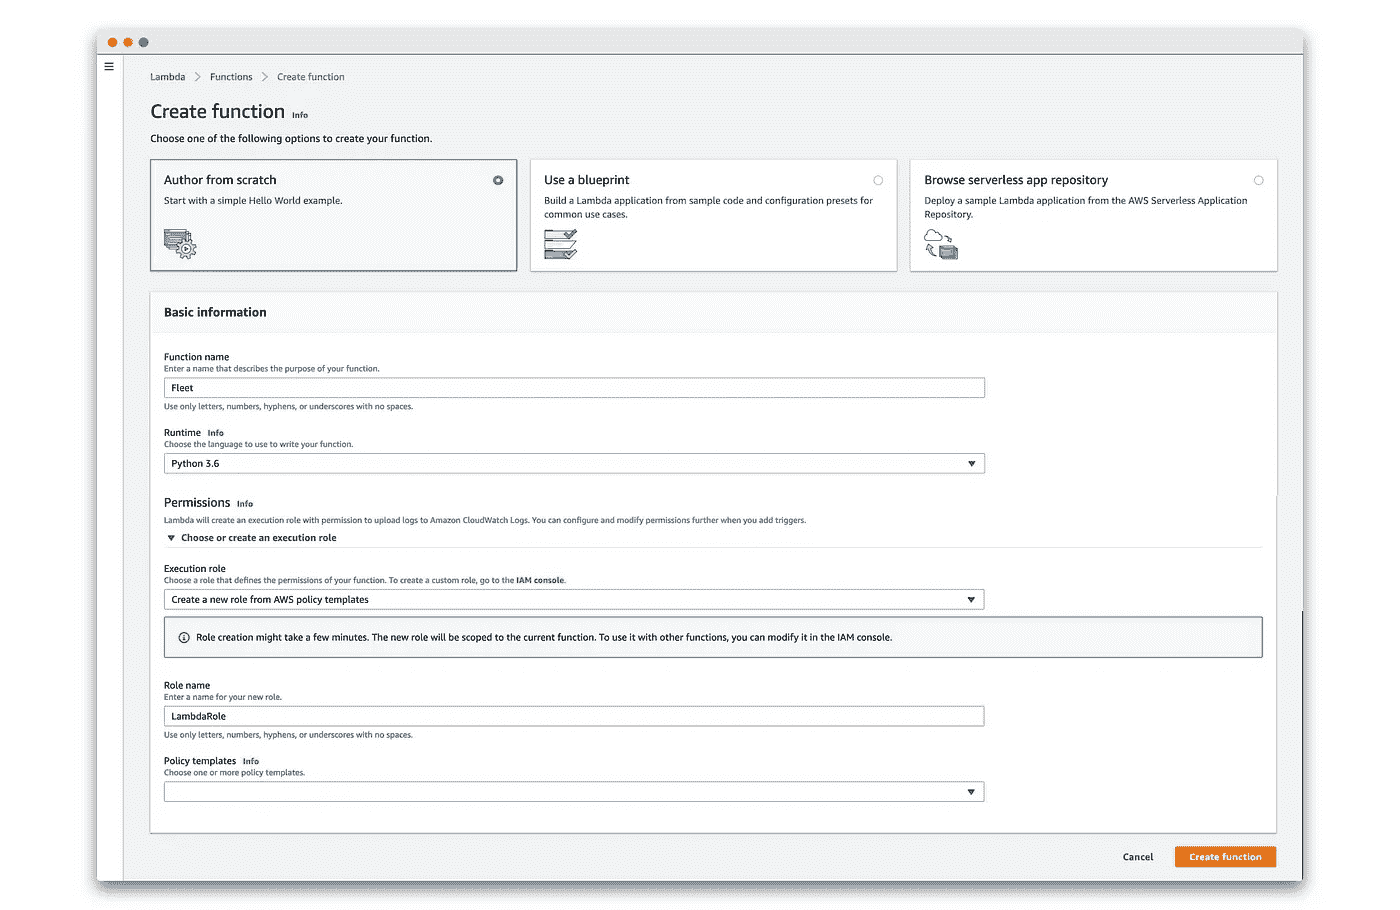 Lambda > Functions > Create function
Create function Info
Choose one of the following options to create your function.
Author from scratch
Start with a simple Hello World example.
Use a blueprint
Build a Lambda application from sample code and configuration presets for
common use cases.
Browse serverless app repository
Deploy a sample Lambda application from the AWS Serverless Application
Repository.
Basic information
Function name
Enter a name that describes the purpose of your function.
Fleet
Use only letters, numbers, hyphens, or underscores with no spaces.
Runtime Info
Choose the language to use to write your function.
Python 3.6
Permissions Info
Lambda will create an execution role with permission to upload logs to Amazon CloudWatch Logs. You can configure and modify permissions further when you add triggers.
Choose or create an execution role
Execution role
Choose a role that defines the permissions of your function. To create a custom role, go to the IAM console.
Create a new role from AWS policy templates
Role creation might take a few minutes. The new role will be scoped to the current function. To use it with other functions, you can modify it in the IAM console.
Role name
Enter a name for your new role.
LambdaRole
Use only letters, numbers, hyphens, or underscores with no spaces.
Policy templates Info
Choose one or more policy templates.
Cancel
Create function